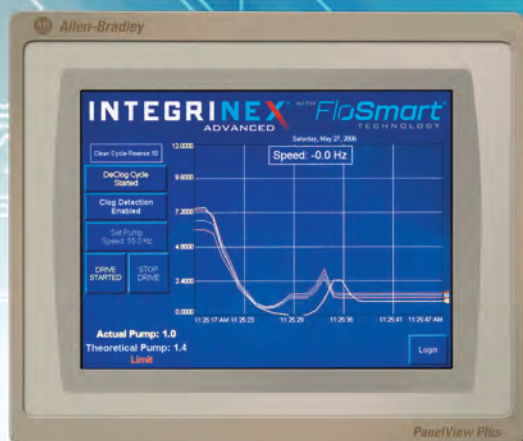 Allen-Bradley
INTEGRINEX WITH FloSmart
ADVANCED TECHNOLOGY
Saturday, May 27, 2006
Clean Cycle-Reverse 10
DeClog Cycle
Started
Clog Detection
Enabled
Set Pump
Speed: 55.0 Hz
DRIVE
STARTED
STOP
DRIVE
Speed: -0.0 Hz
12.0000
9.6000
7.2000
4.8000
2.4000
0.0000
11:25:17 AM 11:25:23 11:25:29 11:25:35 11:25:41 11:25:47 AM
Actual Pump: 1.0
Theoretical Pump: 1.4
Limit
Login
PanelView Plus